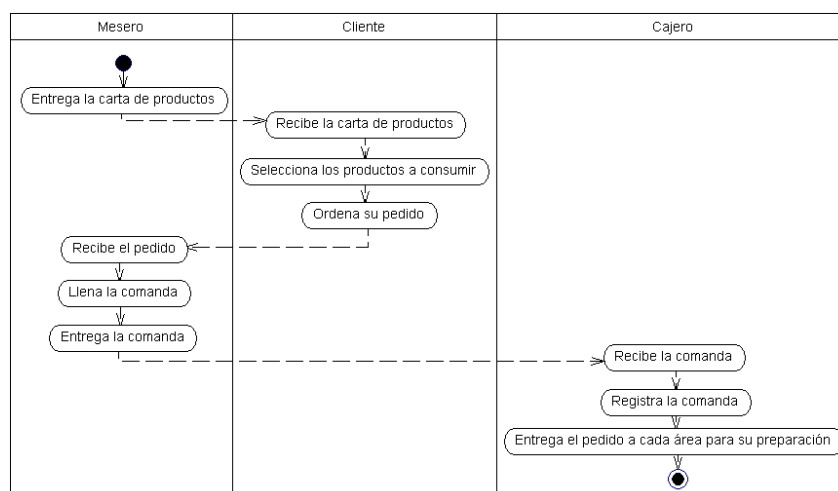 Mesero
Cliente
Cajero
Entrega la carta de productos
Recibe la carta de productos
Selecciona los productos a consumir
Ordena su pedido
Recibe el pedido
Llena la comanda
Entrega la comanda
Recibe la comanda
Registra la comanda
Entrega el pedido a cada área para su preparación